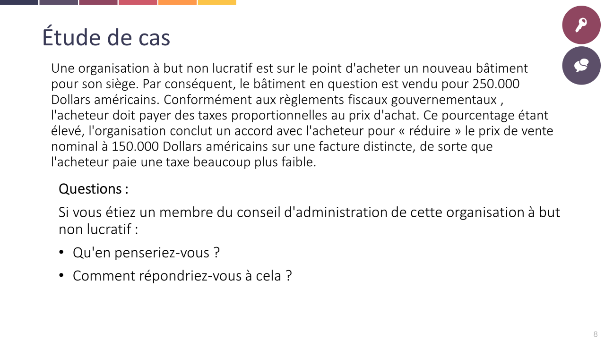 Étude de cas
Une organisation à but non lucratif est sur le point d'acheter un nouveau bâtiment
pour son siège. Par conséquent, le bâtiment en question est vendu pour 250.000
Dollars américains. Conformément aux règlements fiscaux gouvernementaux ,
l'acheteur doit payer des taxes proportionnelles au prix d'achat. Ce pourcentage étant
élevé, l'organisation conclut un accord avec l'acheteur pour « réduire » le prix de vente
nominal à 150.000 Dollars américains sur une facture distincte, de sorte que
l'acheteur paie une taxe beaucoup plus faible.
Questions :
Si vous étiez un membre du conseil d'administration de cette organisation à but
non lucratif :
• Qu'en penseriez-vous ?
• Comment répondriez-vous à cela ?